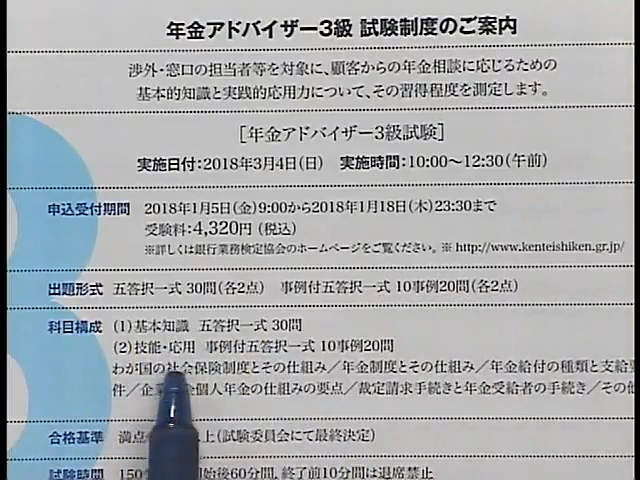 年金アドバイザー3級 試験制度のご案内
渉外・窓口の担当者等を対象に、顧客からの年金相談に応じるための
基本的知識と実践的応用力について、その習得程度を測定します。
[年金アドバイザー3級試験]
実施日付：2018年3月4日(日) 実施時間：10:00～12:30(午前)
申込受付期間 2018年1月5日(金)9:00から2018年1月18日(木)23:30まで
受験料：4,320円 (税込)
※詳しくは銀行業務検定協会のホームページをご覧ください。 ※ http://www.kenteishiken.gr.jp/
出題形式 五答択一式 30問(各2点) 事例付五答択一式 10事例20問(各2点)
科目構成 (1)基本知識 五答択一式 30問
(2)技能・応用 事例付五答択一式 10事例20問
わが国の社会保険制度とその仕組み／年金制度とその仕組み／年金給付の種類と支給要
件／企業 個人年金の仕組みの要点／裁定請求手続きと年金受給者の手続き／その他
合格基準 満点 上(試験委員会にて最終決定)
試験時間 150 始後60分間、終了前10分間は退席禁止